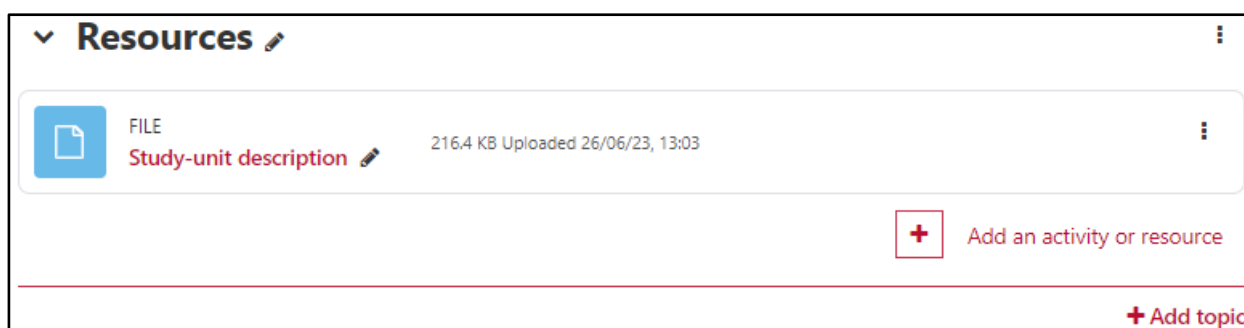 Resources
FILE
Study-unit description
216.4 KB Uploaded 26/06/23, 13:03
Add an activity or resource
Add topic